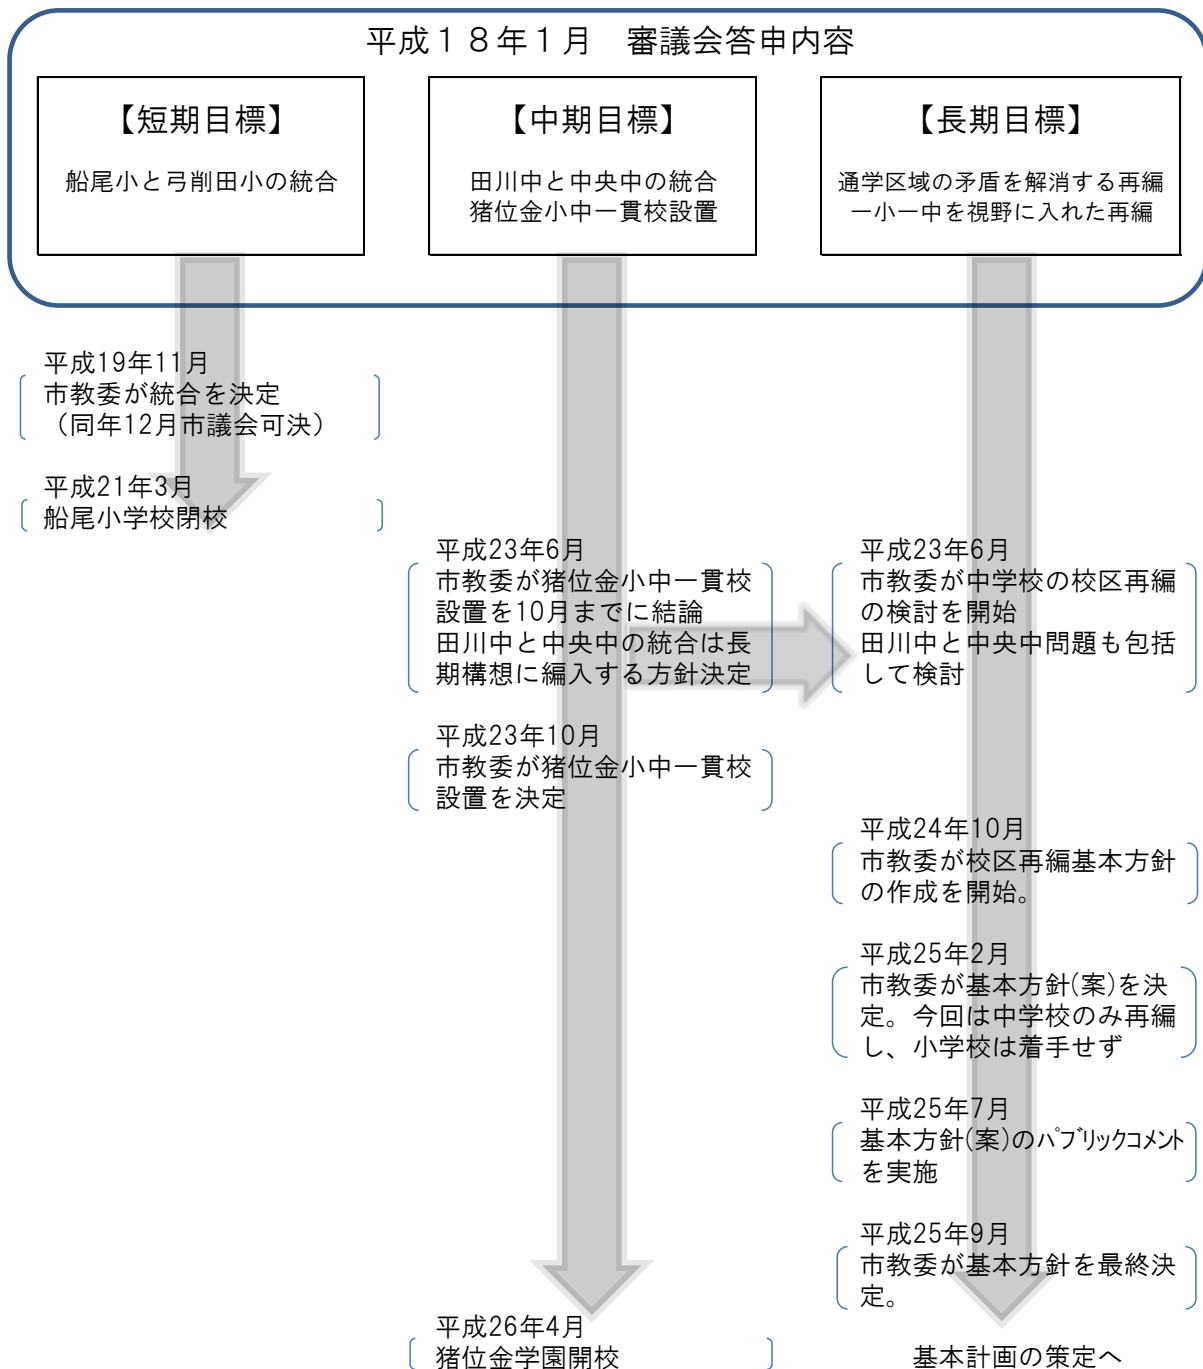 平成１８年１月　審議会答申内容
【短期目標】
船尾小と弓削田小の統合
【中期目標】
田川中と中央中の統合
猪位金小中一貫校設置
【長期目標】
通学区域の矛盾を解消する再編
一小一中を視野に入れた再編
平成19年11月
市教委が統合を決定
（同年12月市議会可決）
平成21年3月
船尾小学校閉校
平成23年6月
市教委が猪位金小中一貫校
設置を10月までに結論
田川中と中央中の統合は長
期構想に編入する方針決定
平成23年10月
市教委が猪位金小中一貫校
設置を決定
平成26年4月
猪位金学園開校
平成23年6月
市教委が中学校の校区再編
の検討を開始
田川中と中央中問題も包括
して検討
平成24年10月
市教委が校区再編基本方針
の作成を開始。
平成25年2月
市教委が基本方針(案)を決
定。今回は中学校のみ再編
し、小学校は着手せず
平成25年7月
基本方針(案)のﾊﾟﾌﾞﾘｯｸｺﾒﾝﾄ
を実施
平成25年9月
市教委が基本方針を最終決
定。
基本計画の策定へ